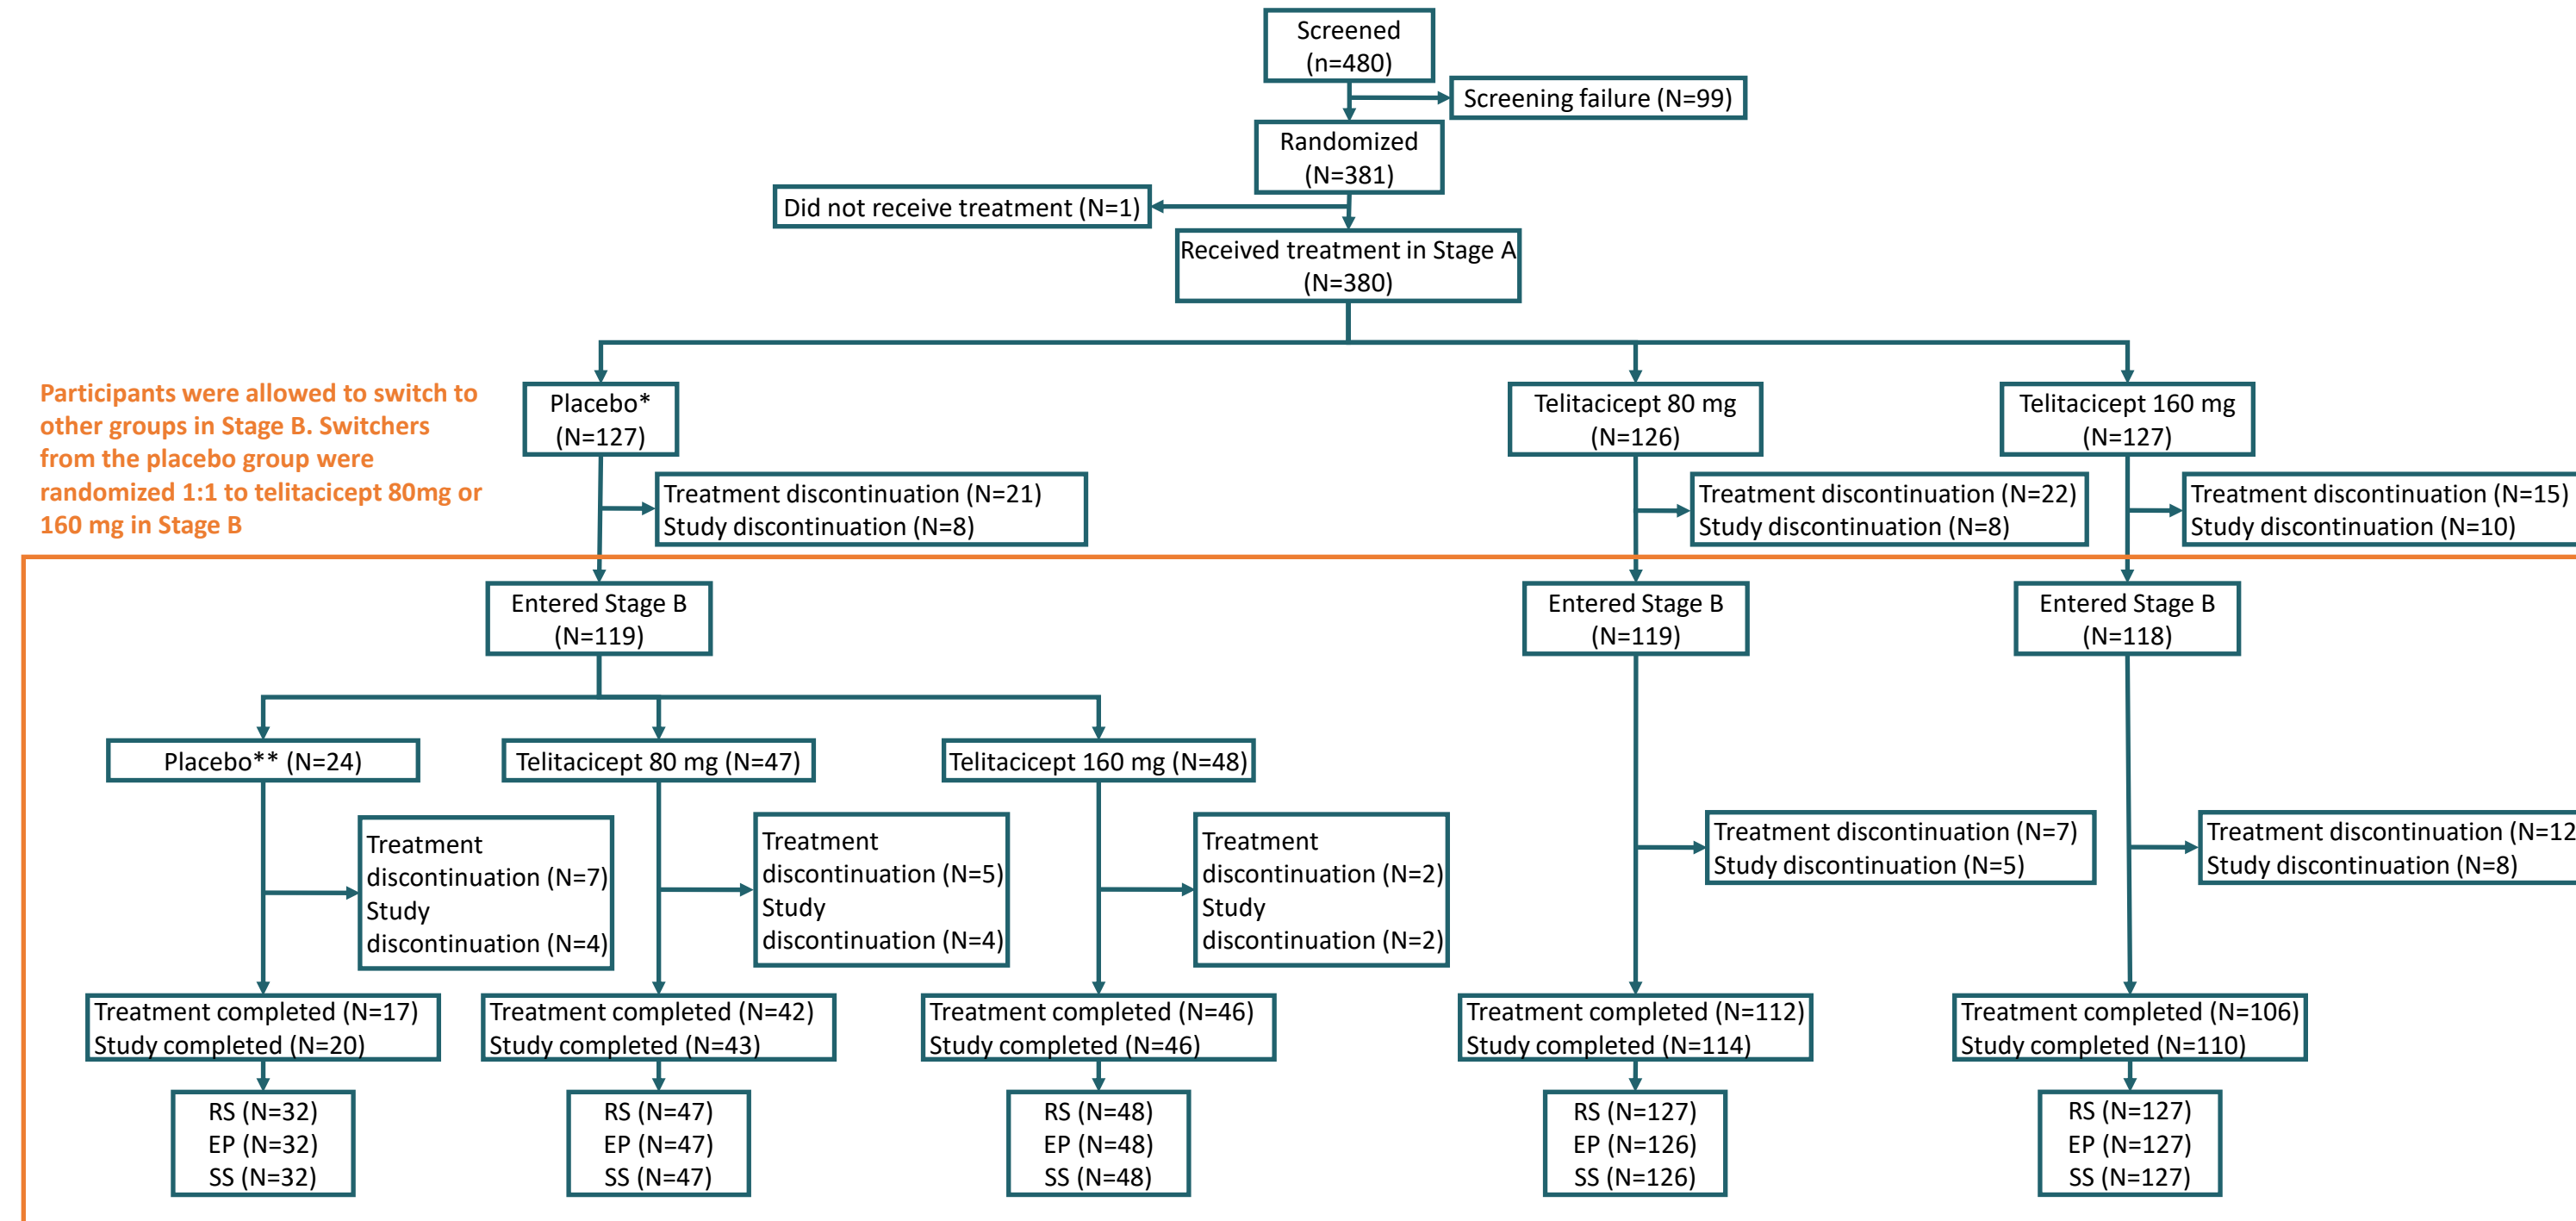 Screened
(n=480)
Screening failure (N=99)
Randomized
(N=381)
Did not receive treatment (N=1)
Received treatment in Stage A
(N=380)
Participants were allowed to switch to
other groups in Stage B. Switchers
from the placebo group were
randomized 1:1 to telitacicept 80mg or
160 mg in Stage B
Placebo*
(N=127)
Telitacicept 80 mg
(N=126)
Telitacicept 160 mg
(N=127)
Treatment discontinuation (N=21)
Study discontinuation (N=8)
Treatment discontinuation (N=22)
Study discontinuation (N=8)
Treatment discontinuation (N=15)
Study discontinuation (N=10)
Entered Stage B
(N=119)
Entered Stage B
(N=119)
Entered Stage B
(N=118)
Placebo** (N=24)
Telitacicept 80 mg (N=47)
Telitacicept 160 mg (N=48)
Treatment
discontinuation (N=7)
Study
discontinuation (N=4)
Treatment
discontinuation (N=5)
Study
discontinuation (N=4)
Treatment
discontinuation (N=2)
Study
discontinuation (N=2)
Treatment discontinuation (N=7)
Study discontinuation (N=5)
Treatment discontinuation (N=12
Study discontinuation (N=8)
Treatment completed (N=17)
Study completed (N=20)
Treatment completed (N=42)
Study completed (N=43)
Treatment completed (N=46)
Study completed (N=46)
Treatment completed (N=112)
Study completed (N=114)
Treatment completed (N=106)
Study completed (N=110)
RS (N=32)
EP (N=32)
SS (N=32)
RS (N=47)
EP (N=47)
SS (N=47)
RS (N=48)
EP (N=48)
SS (N=48)
RS (N=127)
EP (N=126)
SS (N=126)
RS (N=127)
EP (N=127)
SS (N=127)